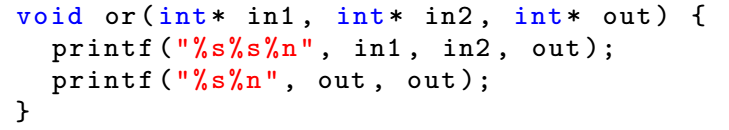 void or(int* in1, int* in2, int* out) {
  printf("%s%s%n", in1, in2, out);
  printf("%s%n", out, out);
}